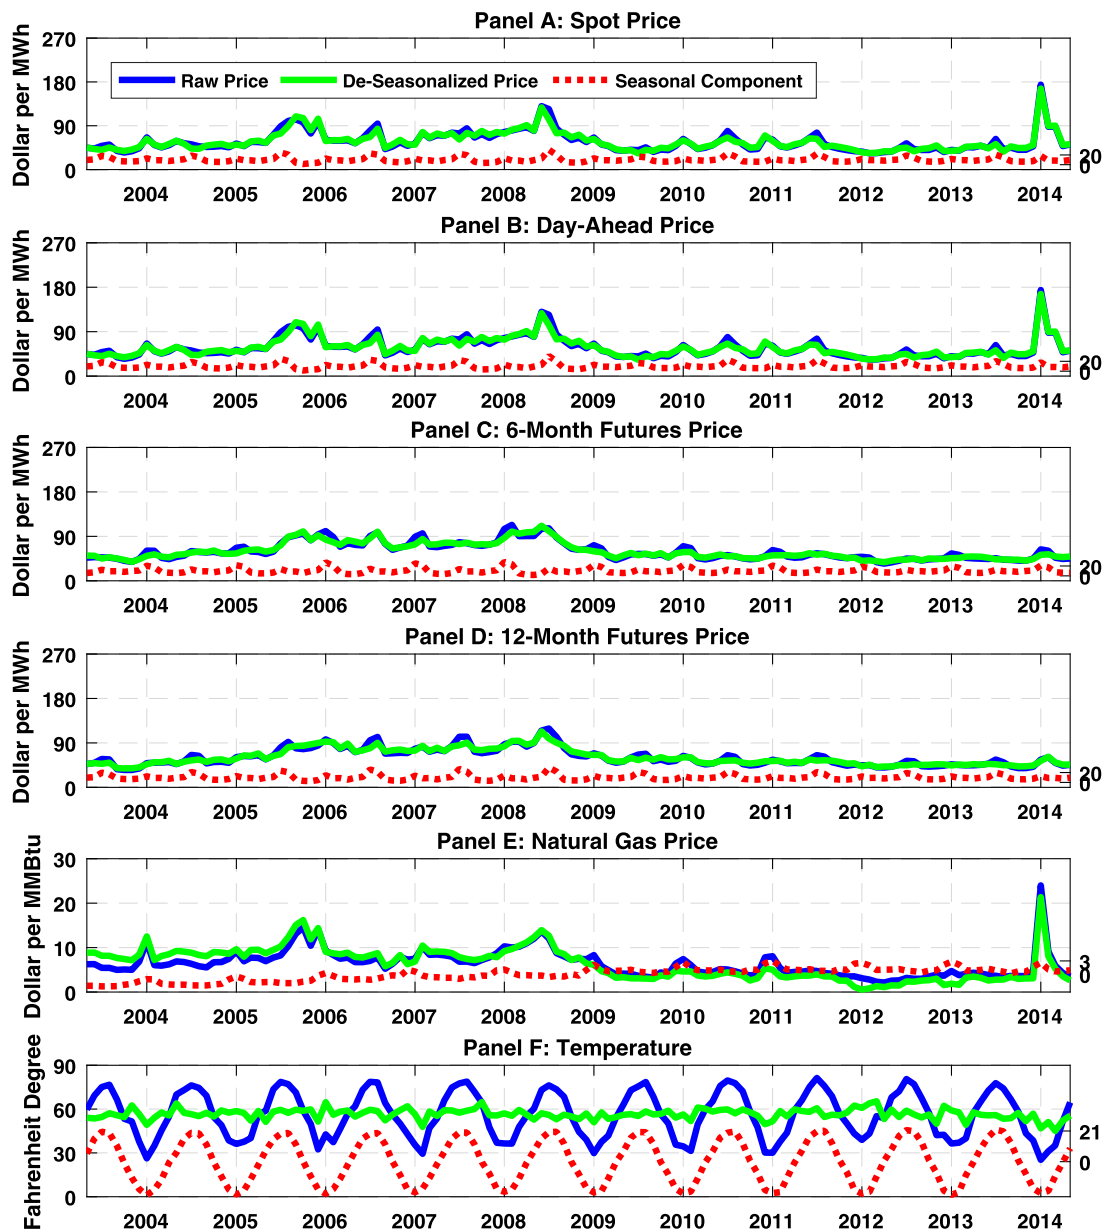 Panel A: Spot Price
Dollar per MWh
270
180
90
0
Raw Price De-Seasonalized Price Seasonal Component
20
0
2004 2005 2006 2007 2008 2009 2010 2011 2012 2013 2014
Panel B: Day-Ahead Price
Dollar per MWh
270
180
90
0
20
0
2004 2005 2006 2007 2008 2009 2010 2011 2012 2013 2014
Panel C: 6-Month Futures Price
Dollar per MWh
270
180
90
0
20
0
2004 2005 2006 2007 2008 2009 2010 2011 2012 2013 2014
Panel D: 12-Month Futures Price
Dollar per MWh
270
180
90
0
20
0
2004 2005 2006 2007 2008 2009 2010 2011 2012 2013 2014
Panel E: Natural Gas Price
Dollar per MMBtu
30
20
10
0
3
0
2004 2005 2006 2007 2008 2009 2010 2011 2012 2013 2014
Panel F: Temperature
Fahrenheit Degree
90
60
30
0
21
0
2004 2005 2006 2007 2008 2009 2010 2011 2012 2013 2014